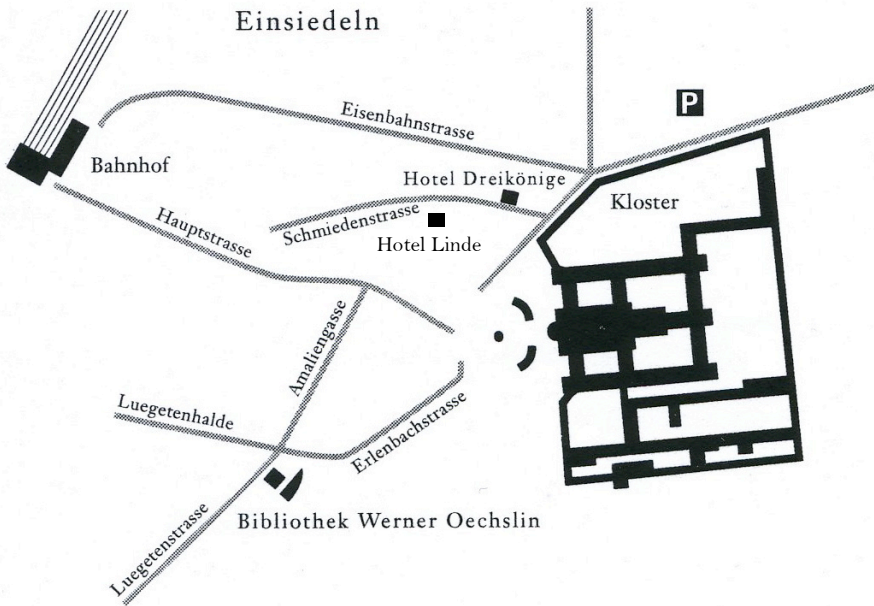 Einsiedeln
P
Eisenbahnstrasse
Bahnhof
Hotel Dreikönige
Kloster
Hauptstrasse
Schmiedenstrasse
Hotel Linde
Amaliengasse
Luegetenhalde
Erlenbachstrasse
Luegetenstrasse
Bibliothek Werner Oechslin